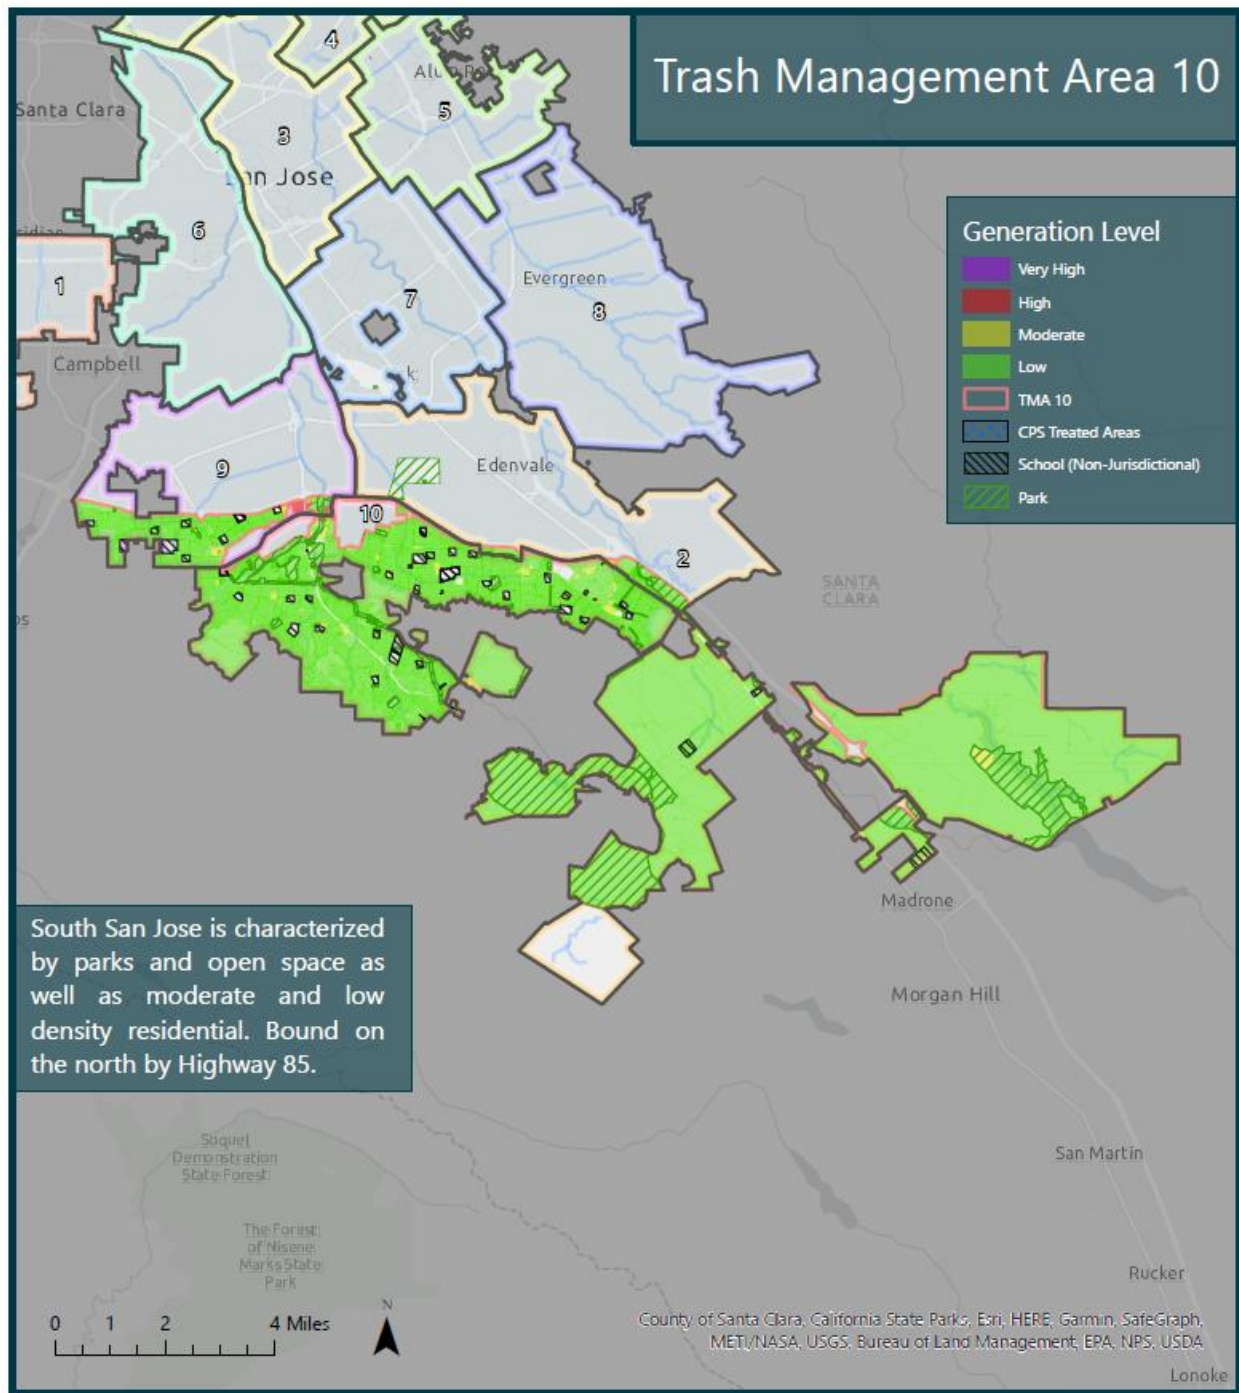 Trash Management Area 10
4
Santa Clara
5
3
San Jose
6
1
7
Evergreen
8
Campbell
9
Edenvale
10
2
SANTA
CLARA
Generation Level
Very High
High
Moderate
Low
TMA 10
CPS Treated Areas
School (Non-Jurisdictional)
Park
Madrone
Morgan Hill
South San Jose is characterized
by parks and open space as
well as moderate and low
density residential. Bound on
the north by Highway 85.
Soquel
Demonstration
State Forest
The Forest
of Nisene
Marks State
Park
San Martin
Rucker
0 1 2 4 Miles
N
County of Santa Clara, California State Parks, Esri, HERE, Garmin, SafeGraph,
METI/NASA, USGS, Bureau of Land Management, EPA, NPS, USDA
Lonoke